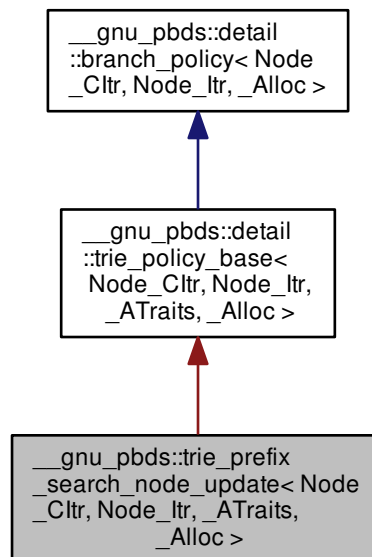 __gnu_pbds::detail
::branch_policy< Node
_CItr, Node_Itr, _Alloc >
__gnu_pbds::detail
::trie_policy_base<
Node_CItr, Node_Itr,
_ATraits, _Alloc >
__gnu_pbds::trie_prefix
_search_node_update< Node
_CItr, Node_Itr, _ATraits,
_Alloc >